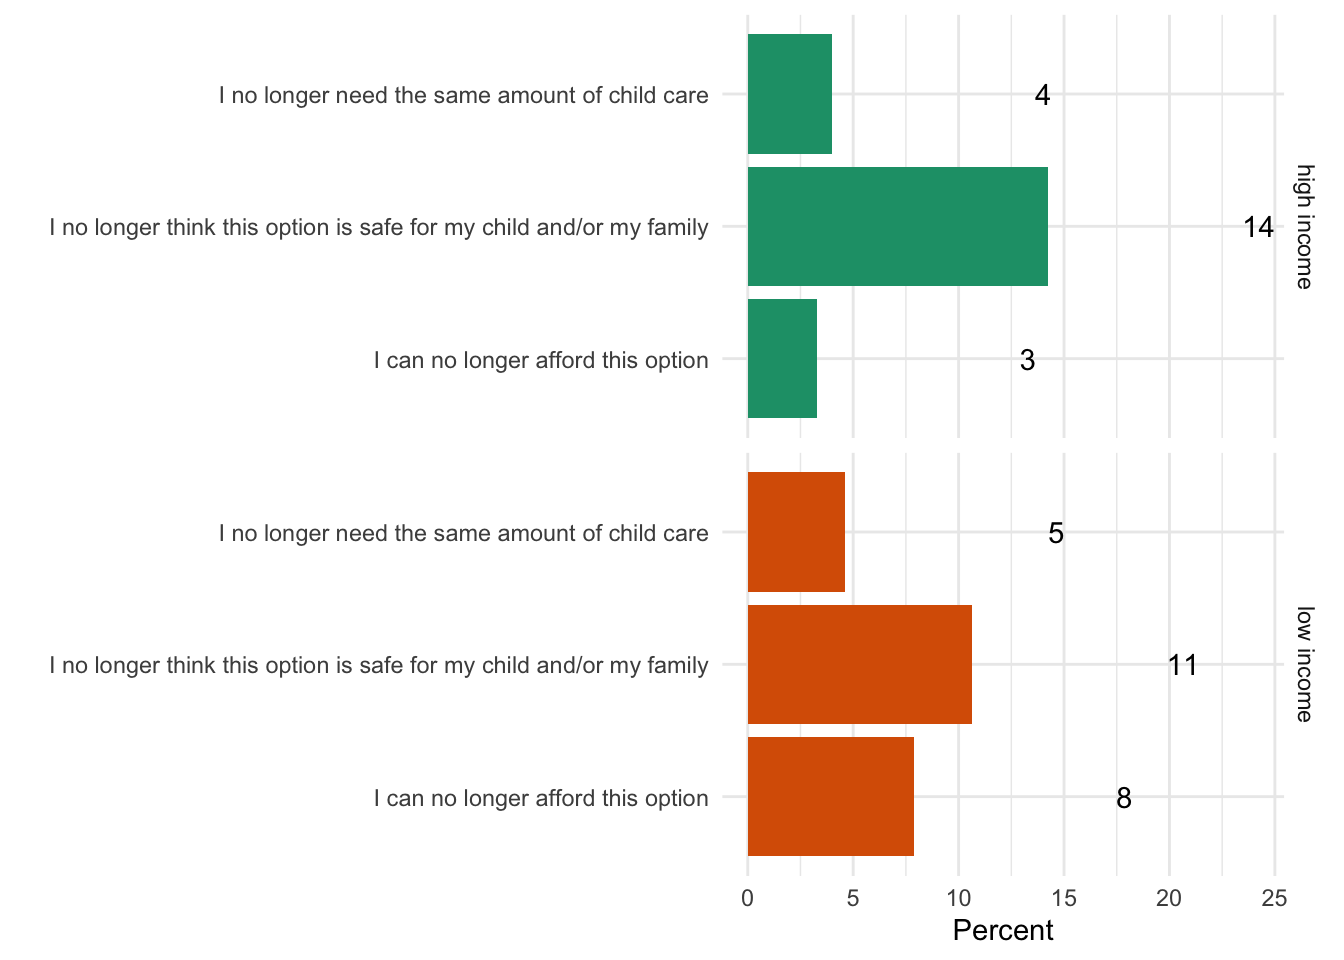 I no longer need the same amount of child care
4
I no longer think this option is safe for my child and/or my family
14
I can no longer afford this option
3
high income
I no longer need the same amount of child care
5
I no longer think this option is safe for my child and/or my family
11
I can no longer afford this option
8
low income
0 5 10 15 20 25
Percent